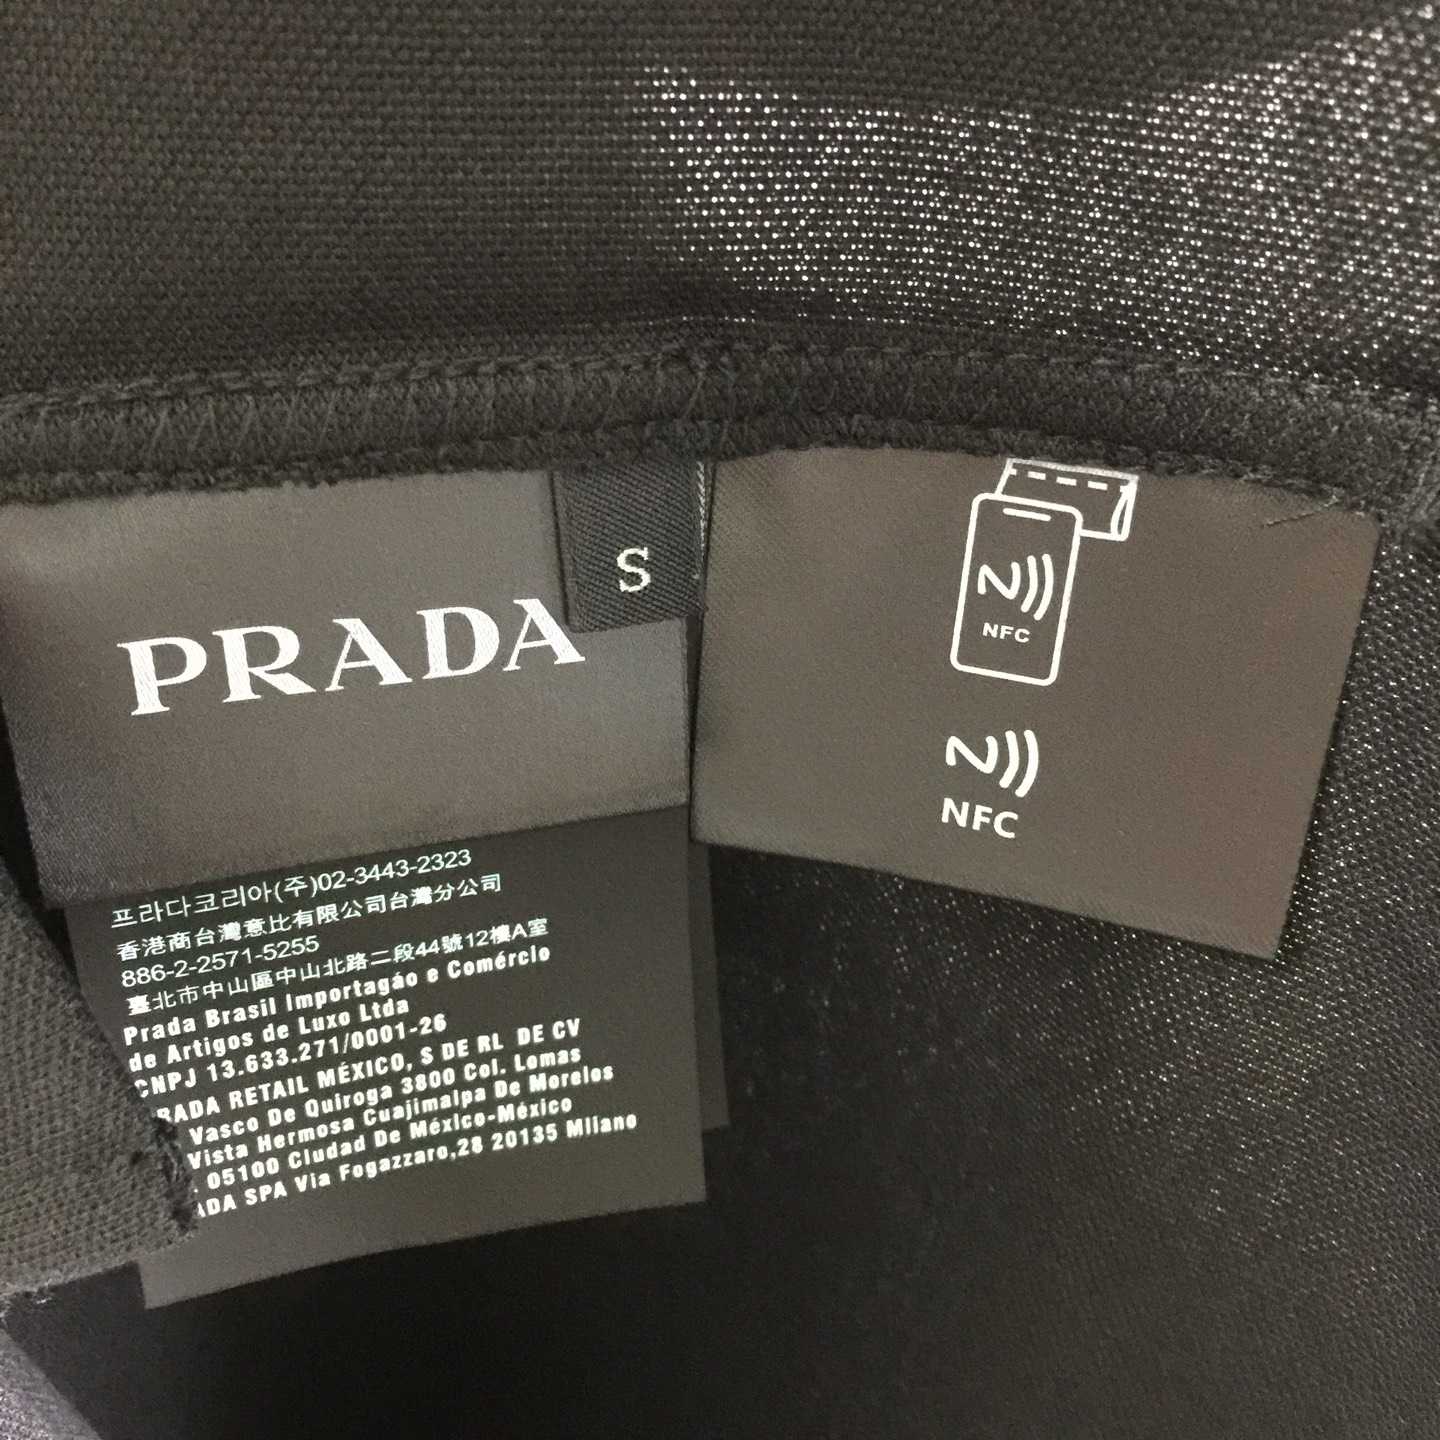 PRADA
S
NFC
NFC
프라다코리아(주)02-3443-2323
香港商台灣意比有限公司台灣分公司
886-2-2571-5255
臺北市中山區中山北路二段44號12樓A室
Prada Brasil Importagáo e Comércio
de Artigos de Luxo Ltda
CNPJ 13.633.271/0001-26
RADA RETAIL MÉXICO, S DE RL DE CV
Vasco De Quiroga 3800 Col. Lomas
Vista Hermosa Cuajimalpa De Morelos
05100 Ciudad De México-México
ADA SPA Via Fogazzaro,28 20135 Milano